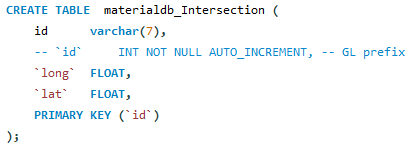 CREATE TABLE materialdb_Intersection (
id varchar(7),
-- `id` INT NOT NULL AUTO_INCREMENT, -- GL prefix
`long` FLOAT,
`lat` FLOAT,
PRIMARY KEY (`id`)
);